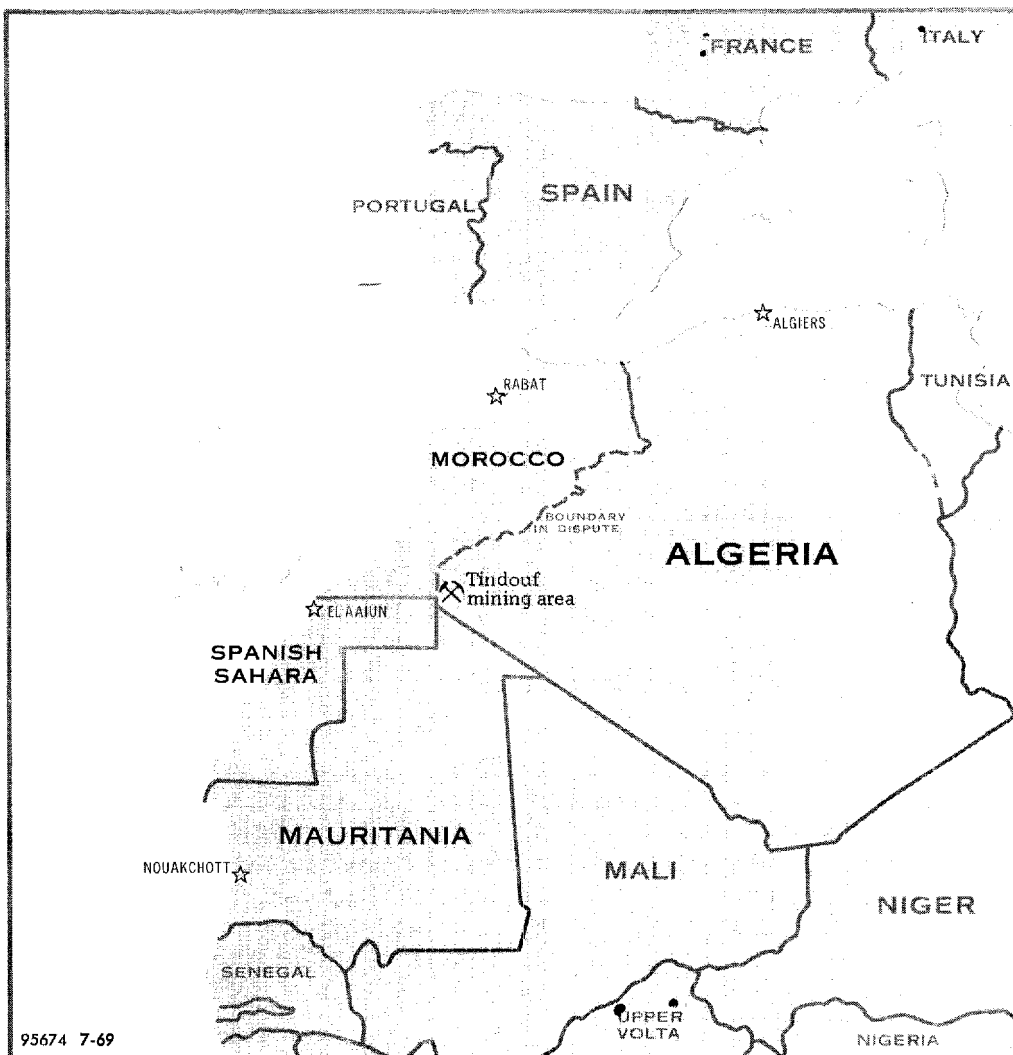 FRANCE
ITALY
PORTUGAL
SPAIN
ALGIERS
RABAT
TUNISIA
MOROCCO
BOUNDARY
IN DISPUTE
ALGERIA
Tindouf
mining area
EL AAIUN
SPANISH
SAHARA
MAURITANIA
NOUAKCHOTT
MALI
NIGER
SENEGAL
UPPER
VOLTA
NIGERIA
95674 7-69